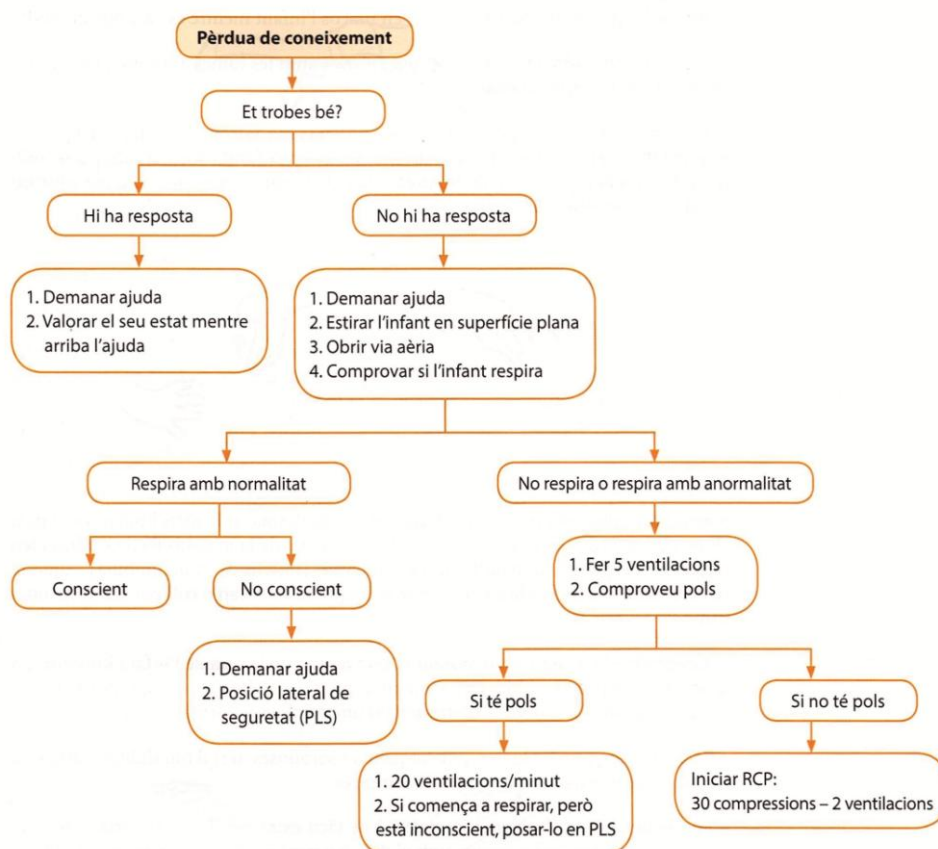 Pèrdua de coneixement
Et trobes bé?
Hi ha resposta
No hi ha resposta
1. Demanar ajuda
2. Valorar el seu estat mentre
arriba l'ajuda
1. Demanar ajuda
2. Estirar l'infant en superfície plana
3. Obrir via aèria
4. Comprovar si l'infant respira
Respira amb normalitat
No respira o respira amb anormalitat
Conscient
No conscient
1. Fer 5 ventilacions
2. Comproveu pols
1. Demanar ajuda
2. Posició lateral de
seguretat (PLS)
Si té pols
Si no té pols
1. 20 ventilacions/minut
2. Si comença a respirar, però
està inconscient, posar-lo en PLS
Iniciar RCP:
30 compressions – 2 ventilacions